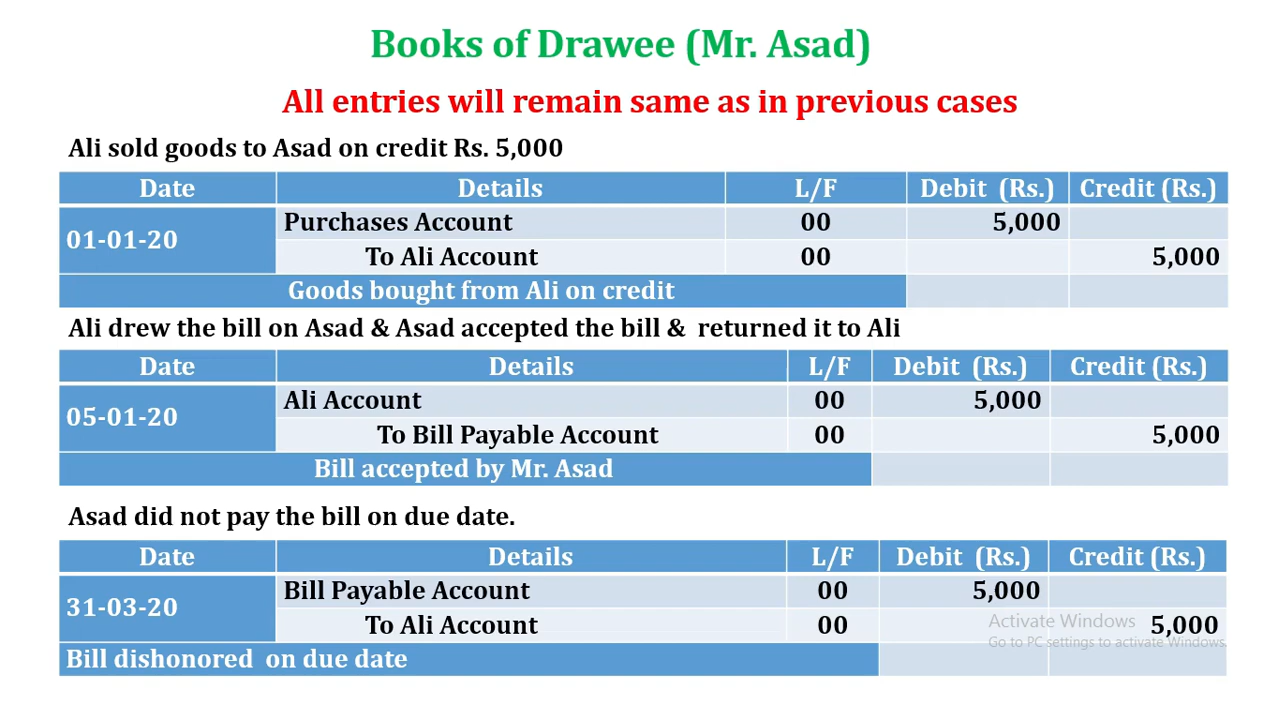 Books of Drawee (Mr. Asad)
All entries will remain same as in previous cases
Ali sold goods to Asad on credit Rs. 5,000
Date Details L/F Debit (Rs.) Credit (Rs.)
01-01-20 Purchases Account 00 5,000
To Ali Account 00 5,000
Goods bought from Ali on credit
Ali drew the bill on Asad & Asad accepted the bill & returned it to Ali
Date Details L/F Debit (Rs.) Credit (Rs.)
05-01-20 Ali Account 00 5,000
To Bill Payable Account 00 5,000
Bill accepted by Mr. Asad
Asad did not pay the bill on due date.
Date Details L/F Debit (Rs.) Credit (Rs.)
31-03-20 Bill Payable Account 00 5,000
To Ali Account 00 5,000
Bill dishonored on due date
Activate Windows
Go to PC settings to activate Windows.